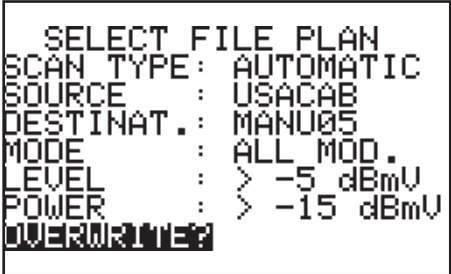 SELECT FILE PLAN
SCAN TYPE: AUTOMATIC
SOURCE : USACAB
DESTINAT.: MANU05
MODE : ALL MOD.
LEVEL : > -5 dBmV
POWER : > -15 dBmV
OVERWRITE?